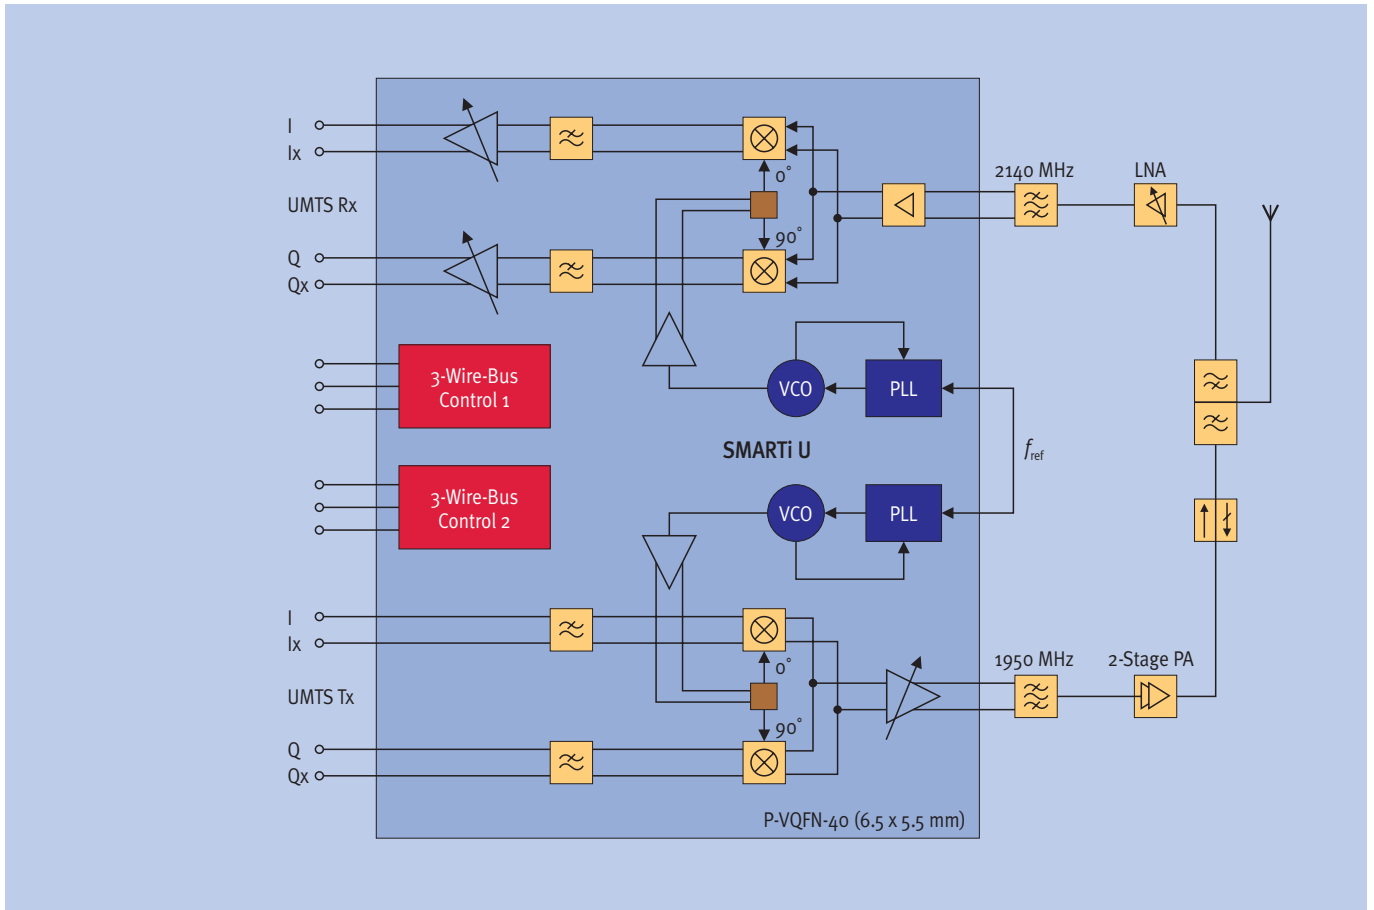 I
Ix
UMTS Rx
Q
Qx
0°
90°
2140 MHz
LNA
3-Wire-Bus
Control 1
VCO
PLL
SMARTi U
fref
3-Wire-Bus
Control 2
VCO
PLL
I
Ix
UMTS Tx
Q
Qx
0°
90°
1950 MHz
2-Stage PA
P-VQFN-40 (6.5 x 5.5 mm)